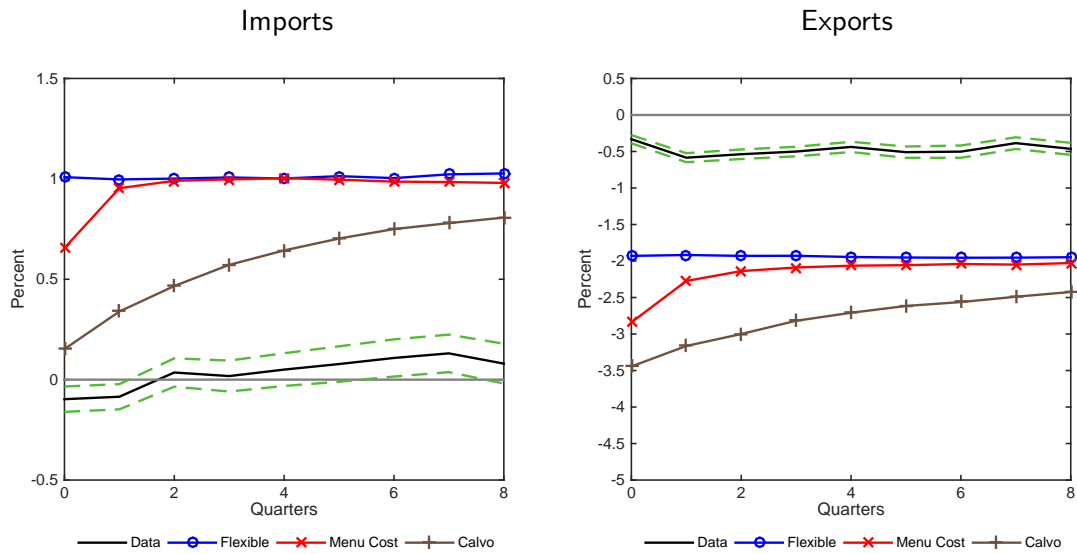 Imports
1.5
1
0.5
0
-0.5
Percent
0 2 4 6 8
Quarters
Data Flexible Menu Cost Calvo
Exports
0.5
0
-0.5
-1
-1.5
-2
-2.5
-3
-3.5
-4
-4.5
-5
Percent
0 2 4 6 8
Quarters
Data Flexible Menu Cost Calvo